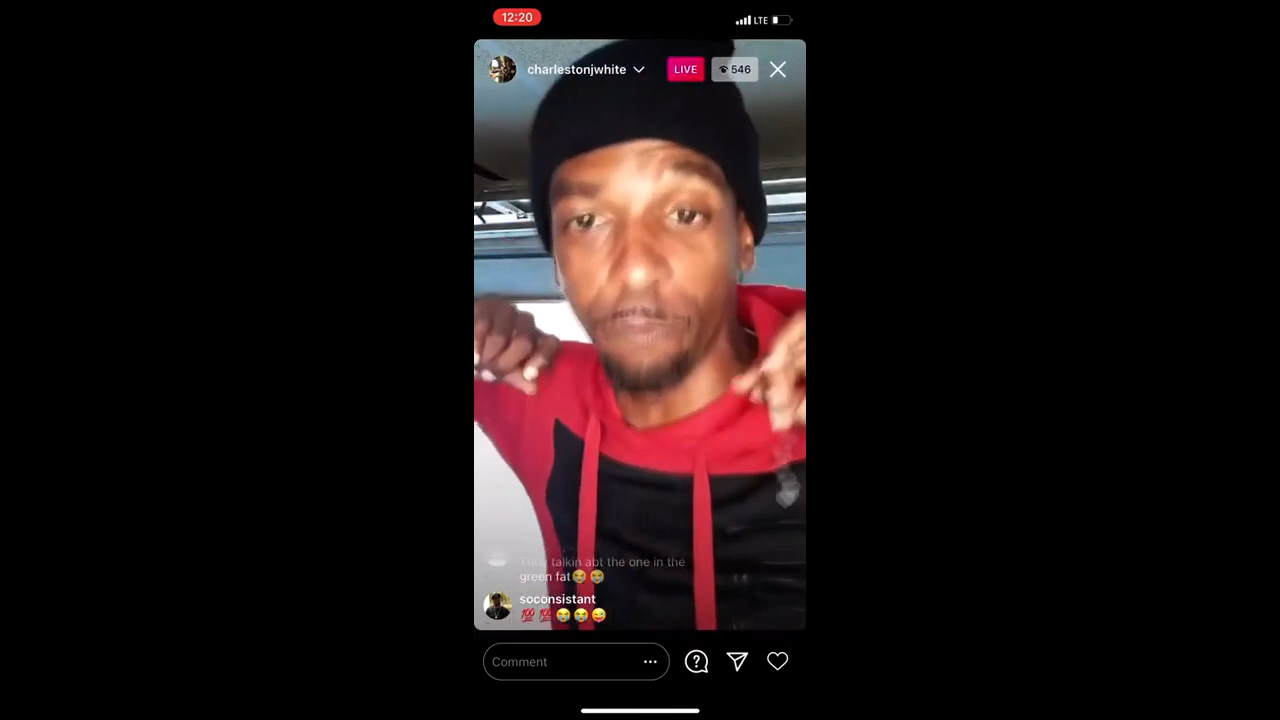 12:20
LTE
charlestonjwhite
LIVE
546
talkin abt the one in the
green fat😭😭
soconsistant
💯💯😭😭😜
Comment